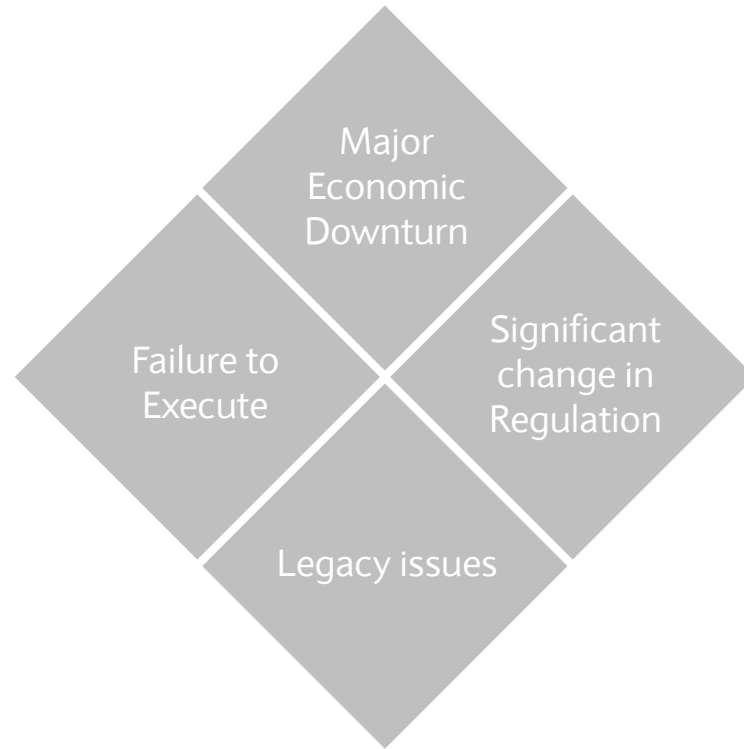 Major
Economic
Downturn
Failure to
Execute
Significant
change in
Regulation
Legacy issues